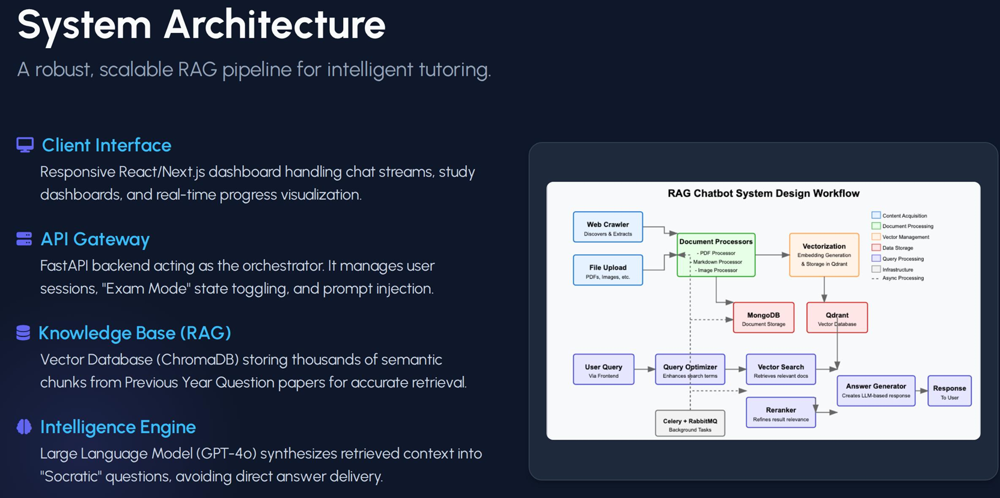 System Architecture
A robust, scalable RAG pipeline for intelligent tutoring.
Client Interface
Responsive React/Next.js dashboard handling chat streams, study
dashboards, and real-time progress visualization.
API Gateway
FastAPI backend acting as the orchestrator. It manages user
sessions, "Exam Mode" state toggling, and prompt injection.
Knowledge Base (RAG)
Vector Database (ChromaDB) storing thousands of semantic
chunks from Previous Year Question papers for accurate retrieval.
Intelligence Engine
Large Language Model (GPT-4o) synthesizes retrieved context into
"Socratic" questions, avoiding direct answer delivery.
RAG Chatbot System Design Workflow
Web Crawler
Discovers & Extracts
File Upload
PDFs, Images, etc.
Document Processors
- PDF Processor
Markdown Processor
- Image Processor
Vectorization
Embedding Generation
& Storage in Qdrant
Content Acquisition
Document Processing
Vector Management
Data Storage
Query Processing
Infrastructure
Async Processing
MongoDB
Document Storage
Qdrant
Vector Database
User Query
Via Frontend
Query Optimizer
Enhances search terms
Vector Search
Retrieves relevant docs
Answer Generator
Creates LLM-based response
Response
To User
Reranker
Refines result relevance
Celery + RabbitMQ
Background Tasks